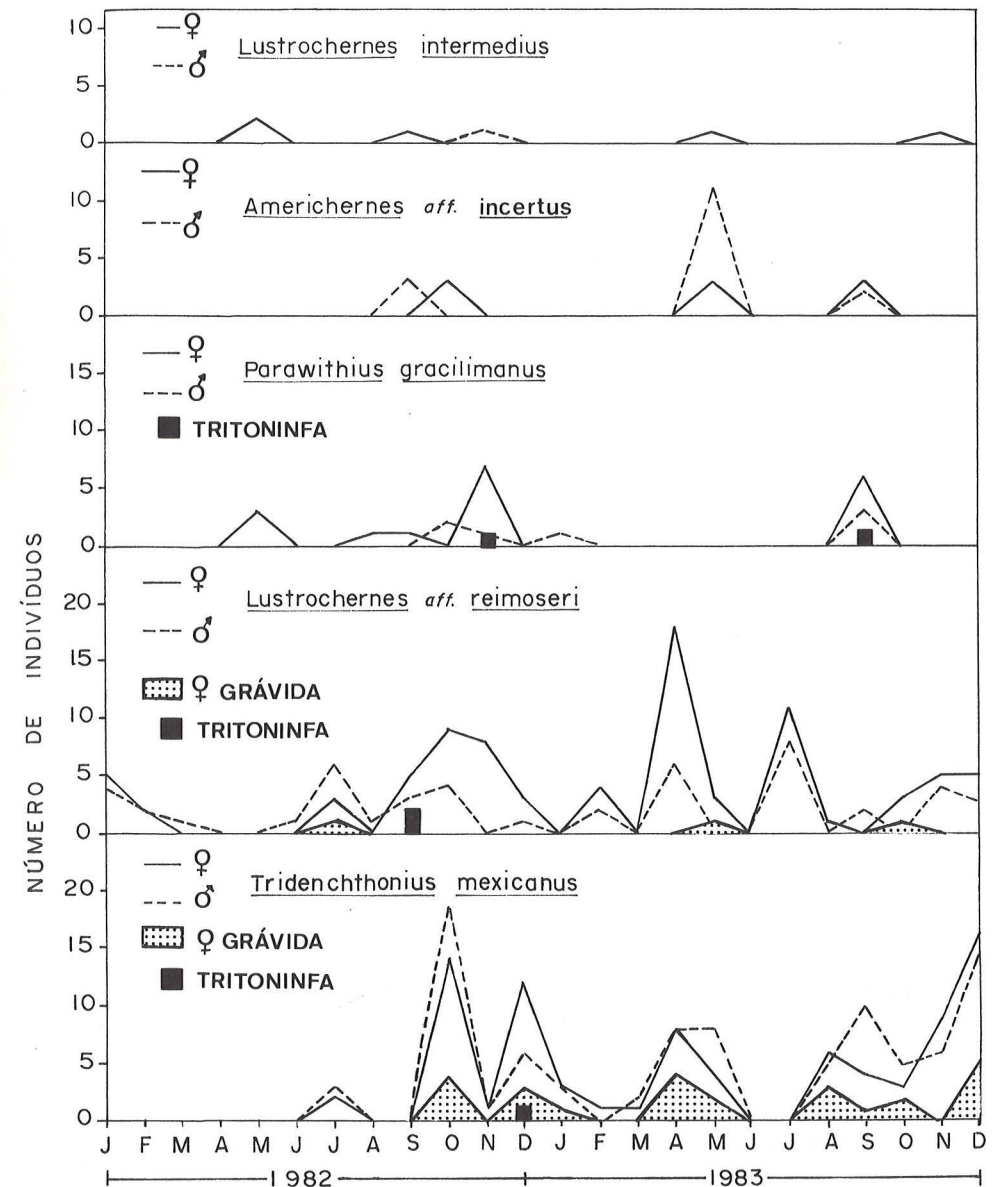 10
♀ Lustrochernes intermedius
♂
5
0
♀
10 Americhernes aff. incertus
♂
5
0
♀
15 Parawithius gracilimanus
♂
10 TRITONINFA
5
0
♀
20 Lustrochernes aff. reimoseri
♂
15
♀ GRÁVIDA
10 TRITONINFA
5
0
♀
20 Tridenchthonius mexicanus
♂
15 ♀ GRÁVIDA
TRITONINFA
10
5
0
NÚMERO DE INDIVÍDUOS
J F M A M J J A S O N D J F M A M J J A S O N D
1982 1983